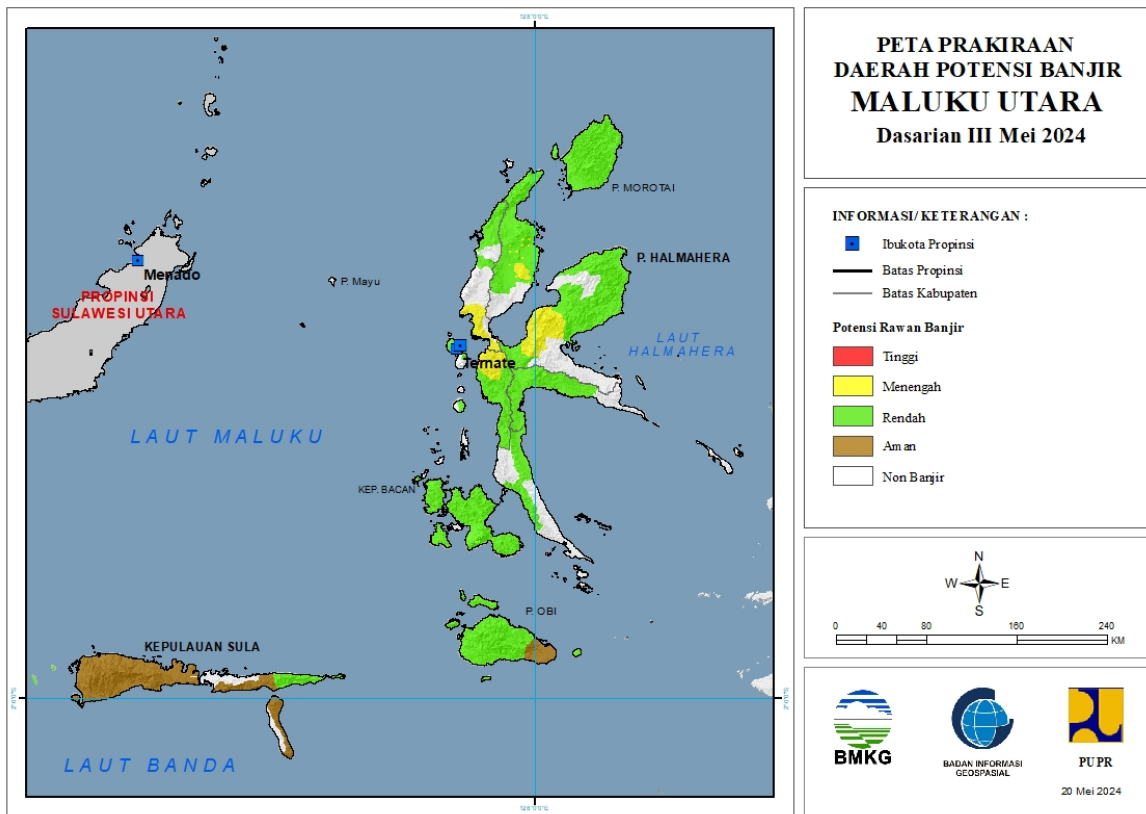 PETA PRAKIRAAN
DAERAH POTENSI BANJIR
MALUKU UTARA
Dasarian III Mei 2024
INFORMASI/ KETERANGAN :
Ibukota Propinsi
Batas Propinsi
Batas Kabupaten
Potensi Rawan Banjir
Tinggi
Menengah
Rendah
Aman
Non Banjir
N
W E
S
0 40 80 160 240
KM
BMKG
BADAN INFORMASI
GEOSPASIAL
PUPR
20 Mei 2024
P. MOROTAI
P. HALMAHERA
Menado
P. Mayu
PROPINSI
SULAWESI UTARA
LAUT
HALMAHERA
Ternate
LAUT MALUKU
KEP. BACAN
P. OBI
KEPULAUAN SULA
LAUT BANDA